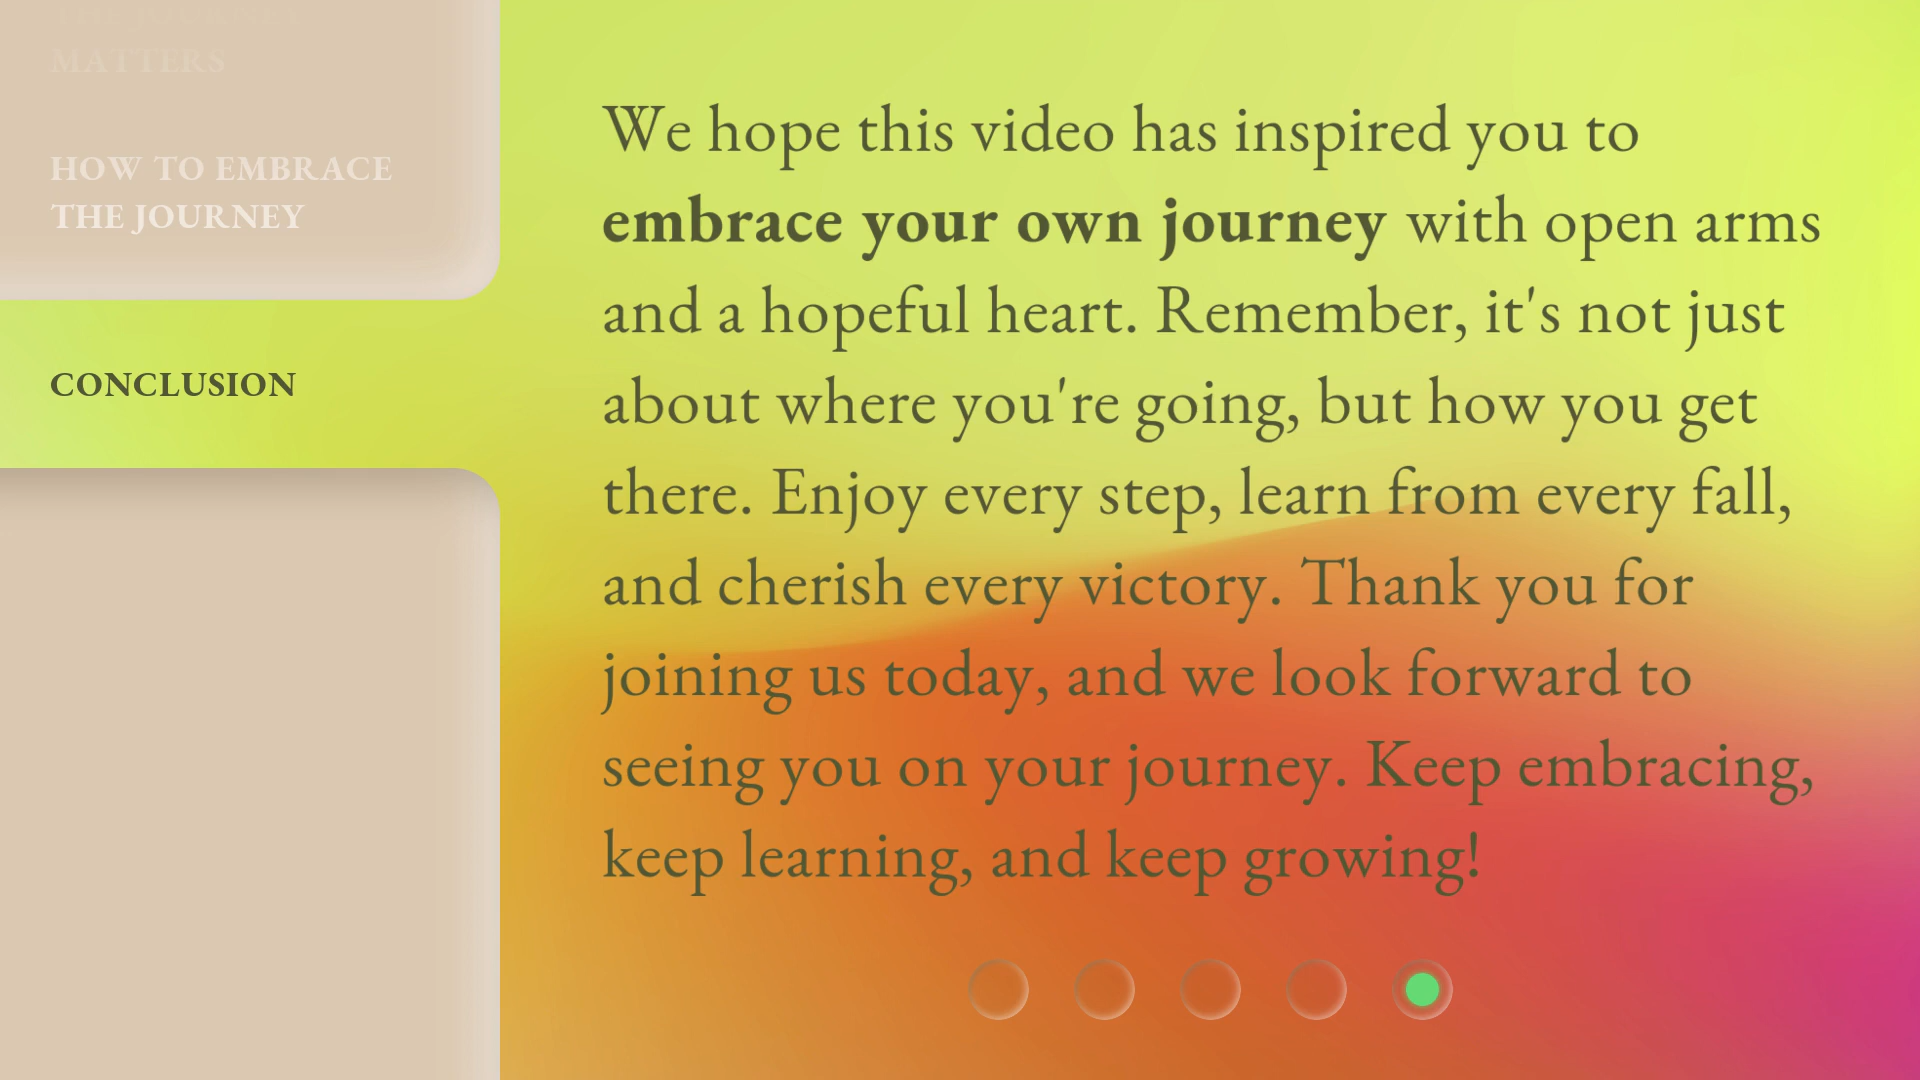 THE JOURNEY
MATTERS
HOW TO EMBRACE
THE JOURNEY
CONCLUSION
We hope this video has inspired you to
embrace your own journey with open arms
and a hopeful heart. Remember, it's not just
about where you're going, but how you get
there. Enjoy every step, learn from every fall,
and cherish every victory. Thank you for
joining us today, and we look forward to
seeing you on your journey. Keep embracing,
keep learning, and keep growing!